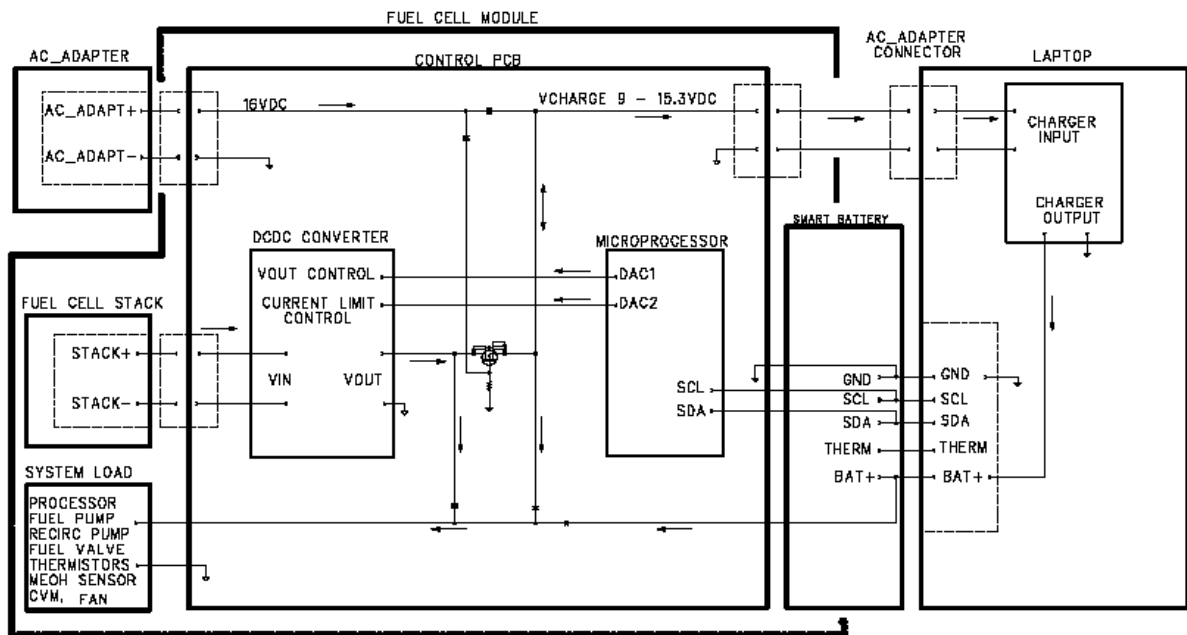 FUEL CELL MODULE
AC_ADAPTER
CONTROL PCB
AC_ADAPTER
CONNECTOR
LAPTOP
AC_ADAPT+
16VDC
VCHARGE 9 - 15.3VDC
AC_ADAPT-
CHARGER
INPUT
CHARGER
OUTPUT
SMART BATTERY
DCDC CONVERTER
MICROPROCESSOR
VOUT CONTROL
DAC1
CURRENT LIMIT
CONTROL
DAC2
FUEL CELL STACK
STACK+
VIN
VOUT
STACK-
SCL
SDA
GND
SCL
SDA
THERM
BAT+
GND
SCL
SDA
THERM
BAT+
SYSTEM LOAD
PROCESSOR
FUEL PUMP
RECIRC PUMP
FUEL VALVE
THERMISTORS
MEOH SENSOR
CVM, FAN